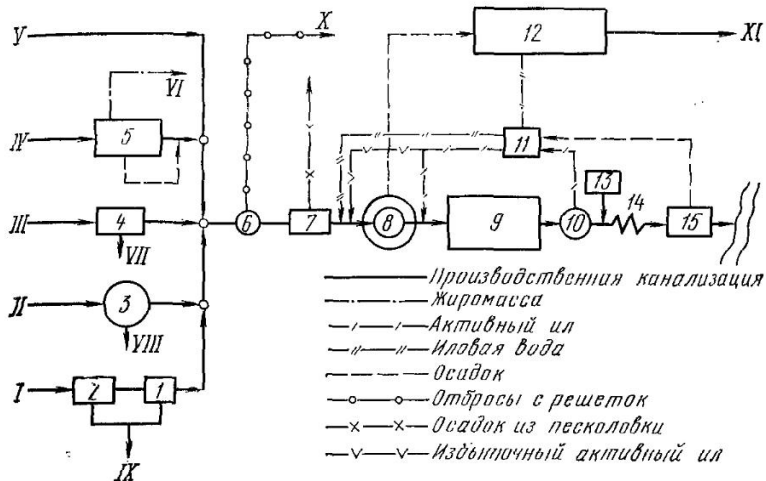 У
X
12
XI
VI
IV
5
11
13
14
III
4
6
7
8
9
10
15
VII
II
3
VIII
I
2
1
IX
Производственная канализация
Жиромасса
Активный ил
Иловая вода
Осадок
Отбросы с решеток
Осадок из песколовки
Избыточный активный ил